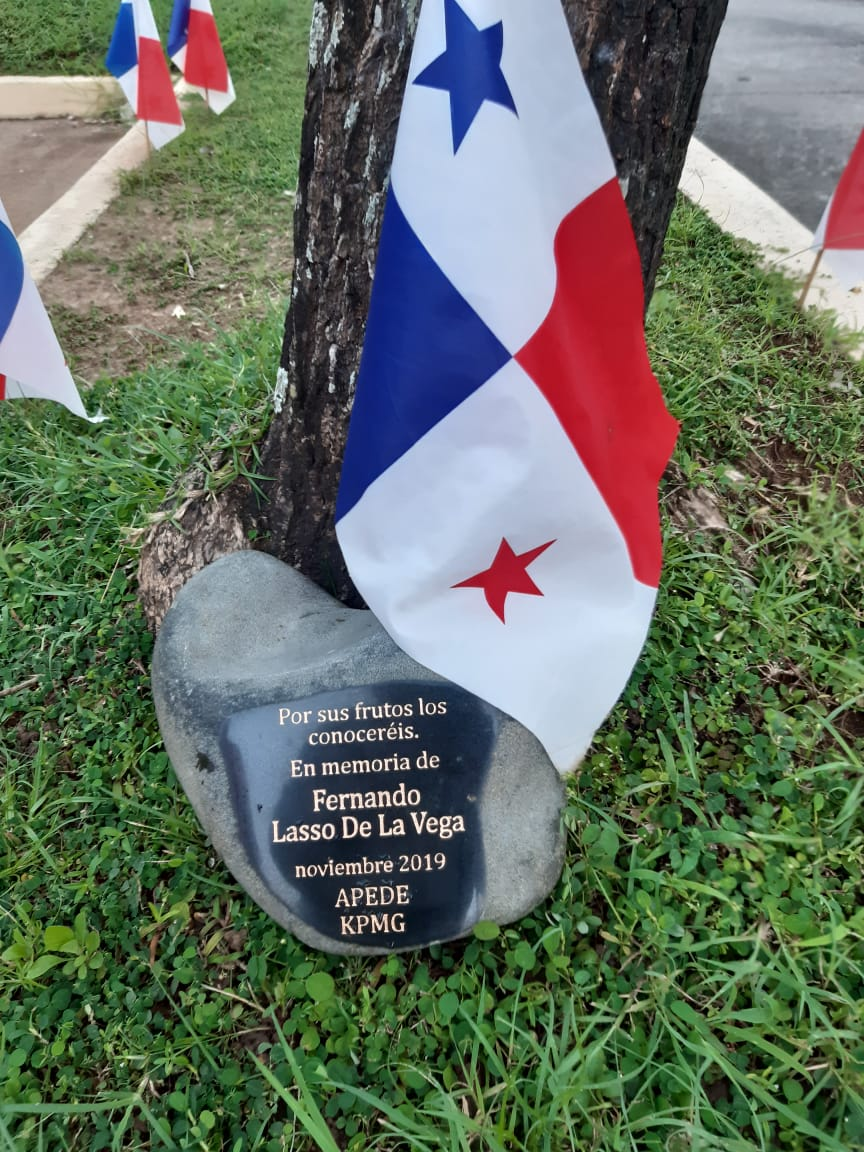 Por sus frutos los
conoceréis.
En memoria de
Fernando
Lasso De La Vega
noviembre 2019
APEDE
KPMG